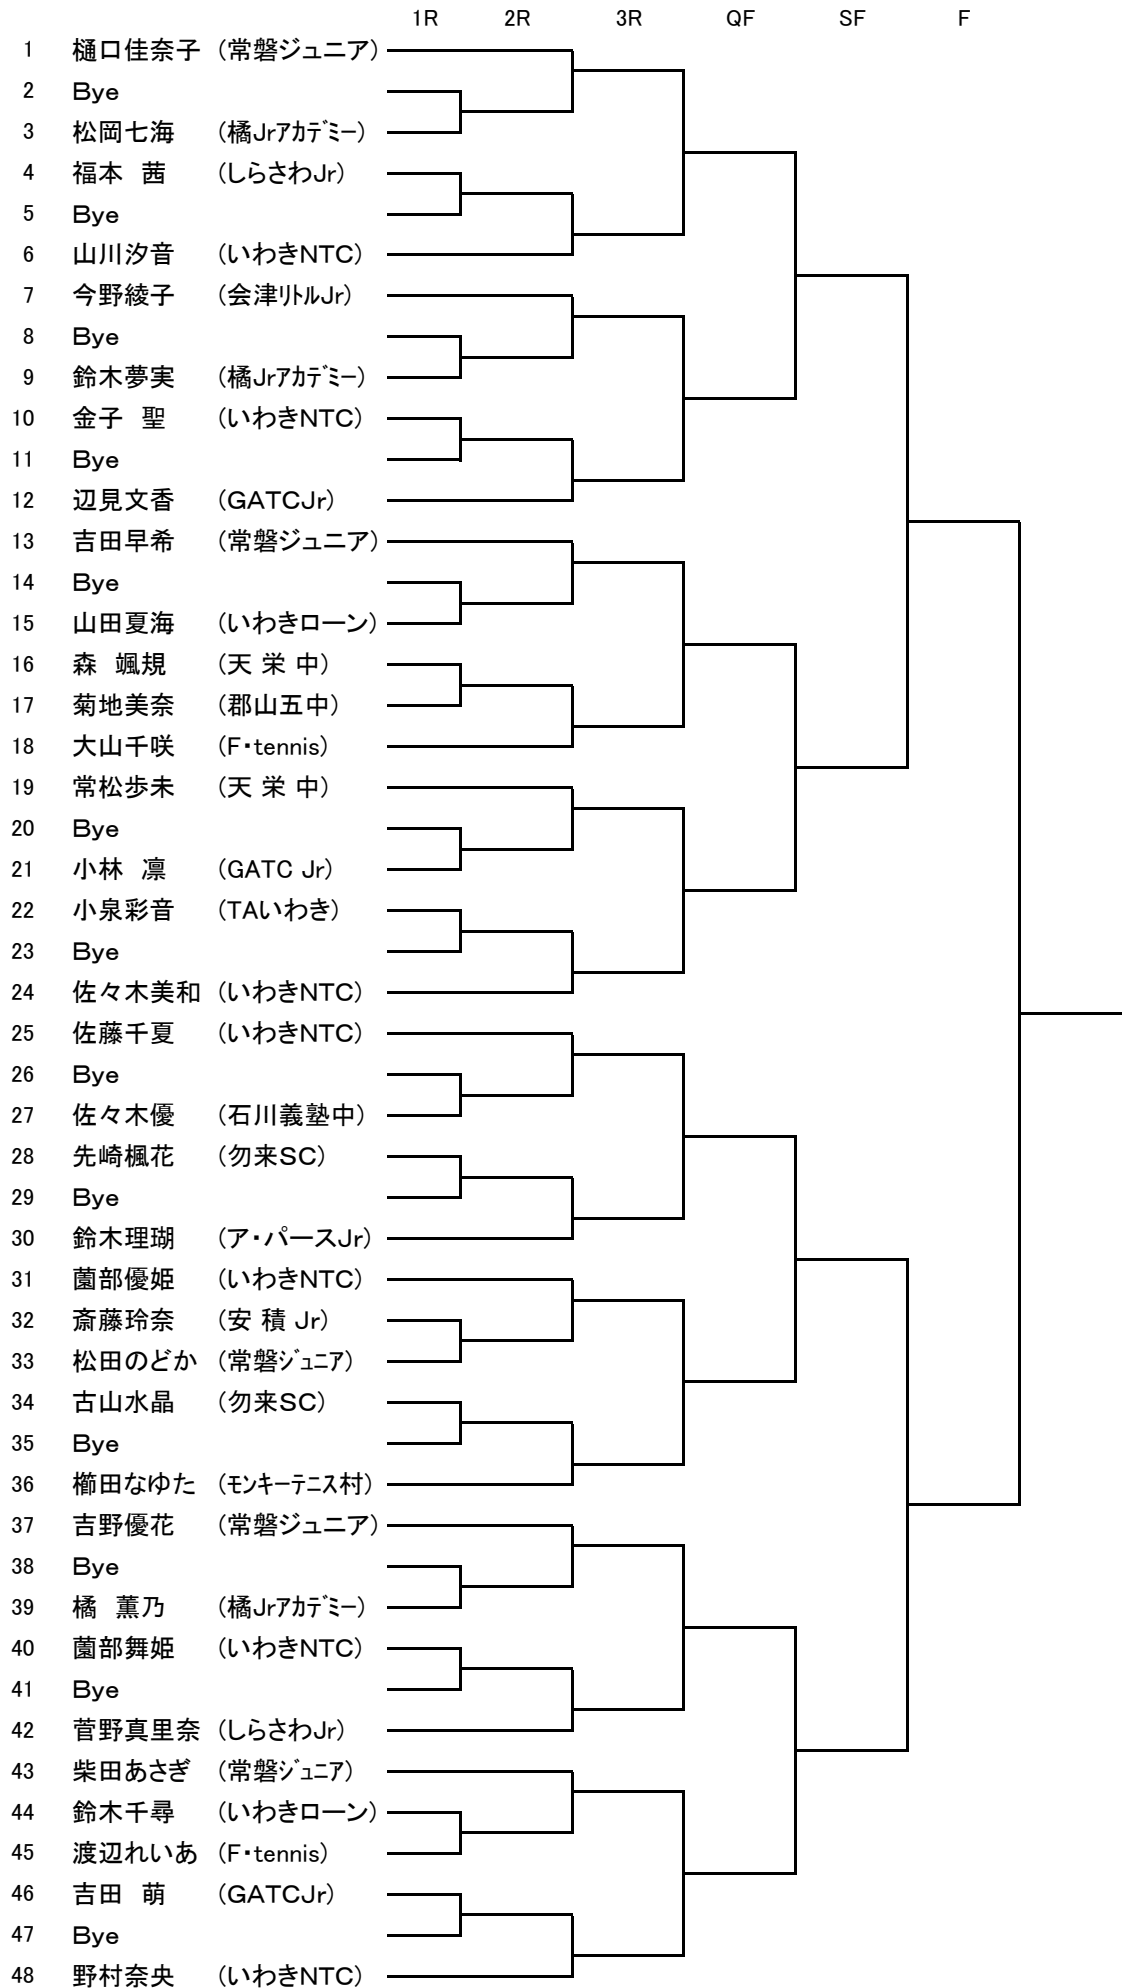 1R 2R 3R QF SF F
1 樋口佳奈子 (常磐ジュニア)
2 Bye
3 松岡七海 (橘Jrｱｶﾃﾞﾐｰ)
4 福本 茜 (しらさわJr)
5 Bye
6 山川汐音 (いわきNTC)
7 今野綾子 (会津ﾘﾄﾙJr)
8 Bye
9 鈴木夢実 (橘Jrｱｶﾃﾞﾐｰ)
10 金子 聖 (いわきNTC)
11 Bye
12 辺見文香 (GATCJr)
13 吉田早希 (常磐ジュニア)
14 Bye
15 山田夏海 (いわきローン)
16 森 颯規 (天 栄 中)
17 菊地美奈 (郡山五中)
18 大山千咲 (F・tennis)
19 常松歩未 (天 栄 中)
20 Bye
21 小林 凛 (GATC Jr)
22 小泉彩音 (TAいわき)
23 Bye
24 佐々木美和 (いわきNTC)
25 佐藤千夏 (いわきNTC)
26 Bye
27 佐々木優 (石川義塾中)
28 先崎楓花 (勿来SC)
29 Bye
30 鈴木理瑚 (ア・パースJr)
31 薗部優姫 (いわきNTC)
32 斎藤玲奈 (安 積 Jr)
33 松田のどか (常磐ｼﾞｭﾆｱ)
34 古山水晶 (勿来SC)
35 Bye
36 櫛田なゆた (ﾓﾝｷｰﾃﾆｽ村)
37 吉野優花 (常磐ジュニア)
38 Bye
39 橘 薫乃 (橘Jrｱｶﾃﾞﾐｰ)
40 薗部舞姫 (いわきNTC)
41 Bye
42 菅野真里奈 (しらさわJr)
43 柴田あさぎ (常磐ｼﾞｭﾆｱ)
44 鈴木千尋 (いわきローン)
45 渡辺れいあ (F・tennis)
46 吉田 萌 (GATCJr)
47 Bye
48 野村奈央 (いわきNTC)